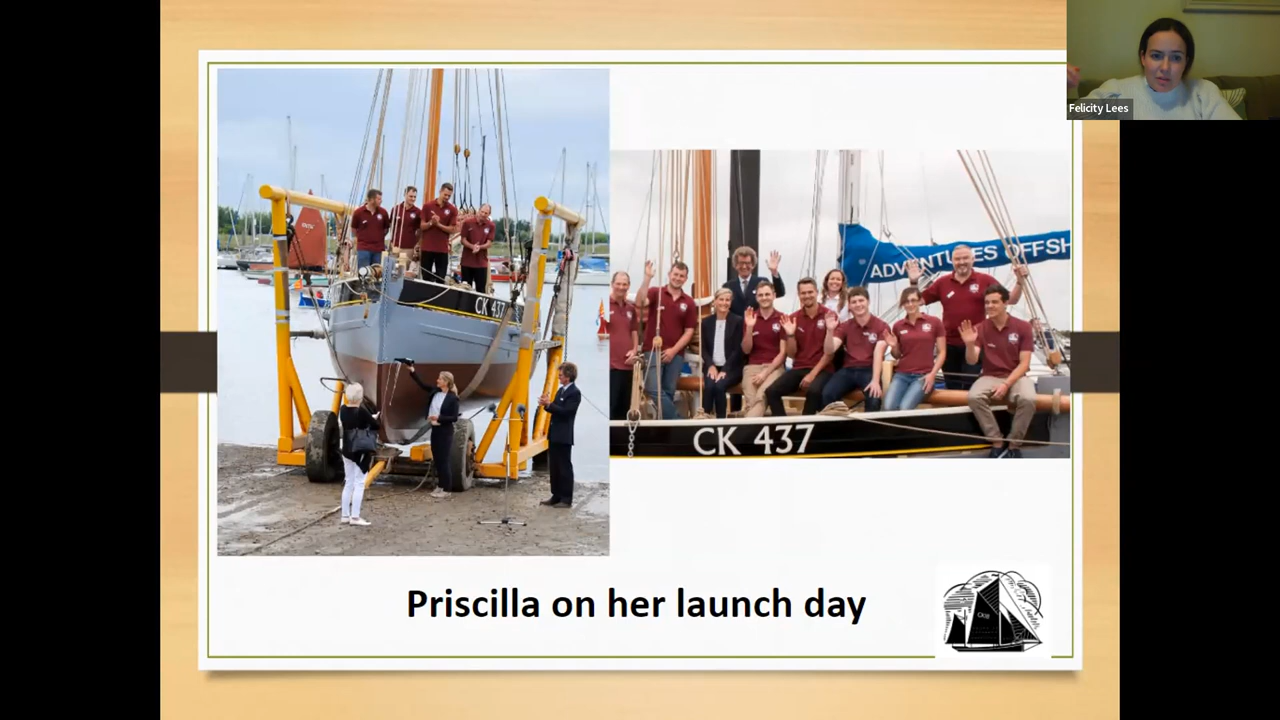 Felicity Lees
CK 437
ADVENTURES OFFSH
CK 437
Priscilla on her launch day